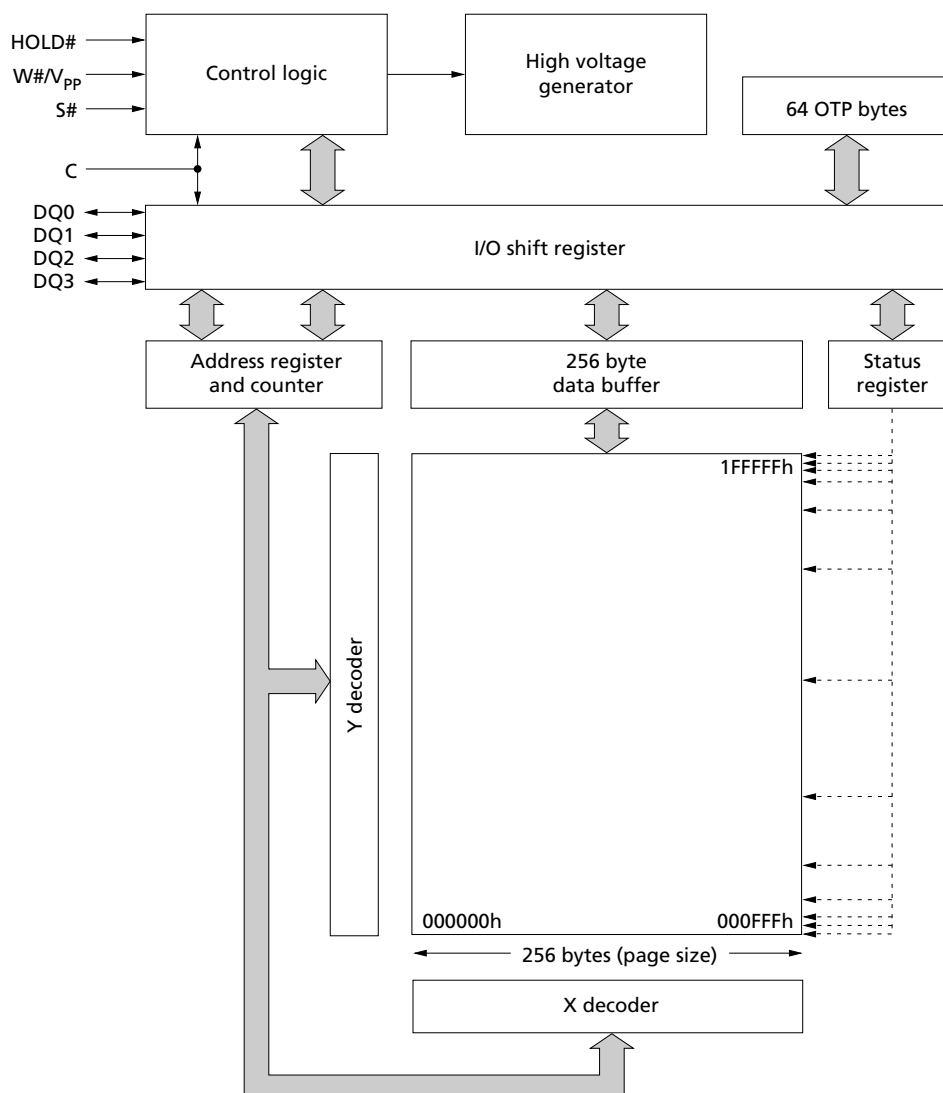 HOLD#
W#/VPP
S#
Control logic
High voltage
generator
64 OTP bytes
C
DQ0
DQ1
DQ2
DQ3
I/O shift register
Address register
and counter
256 byte
data buffer
Status
register
1FFFFFh
Y decoder
000000h
000FFFh
256 bytes (page size)
X decoder